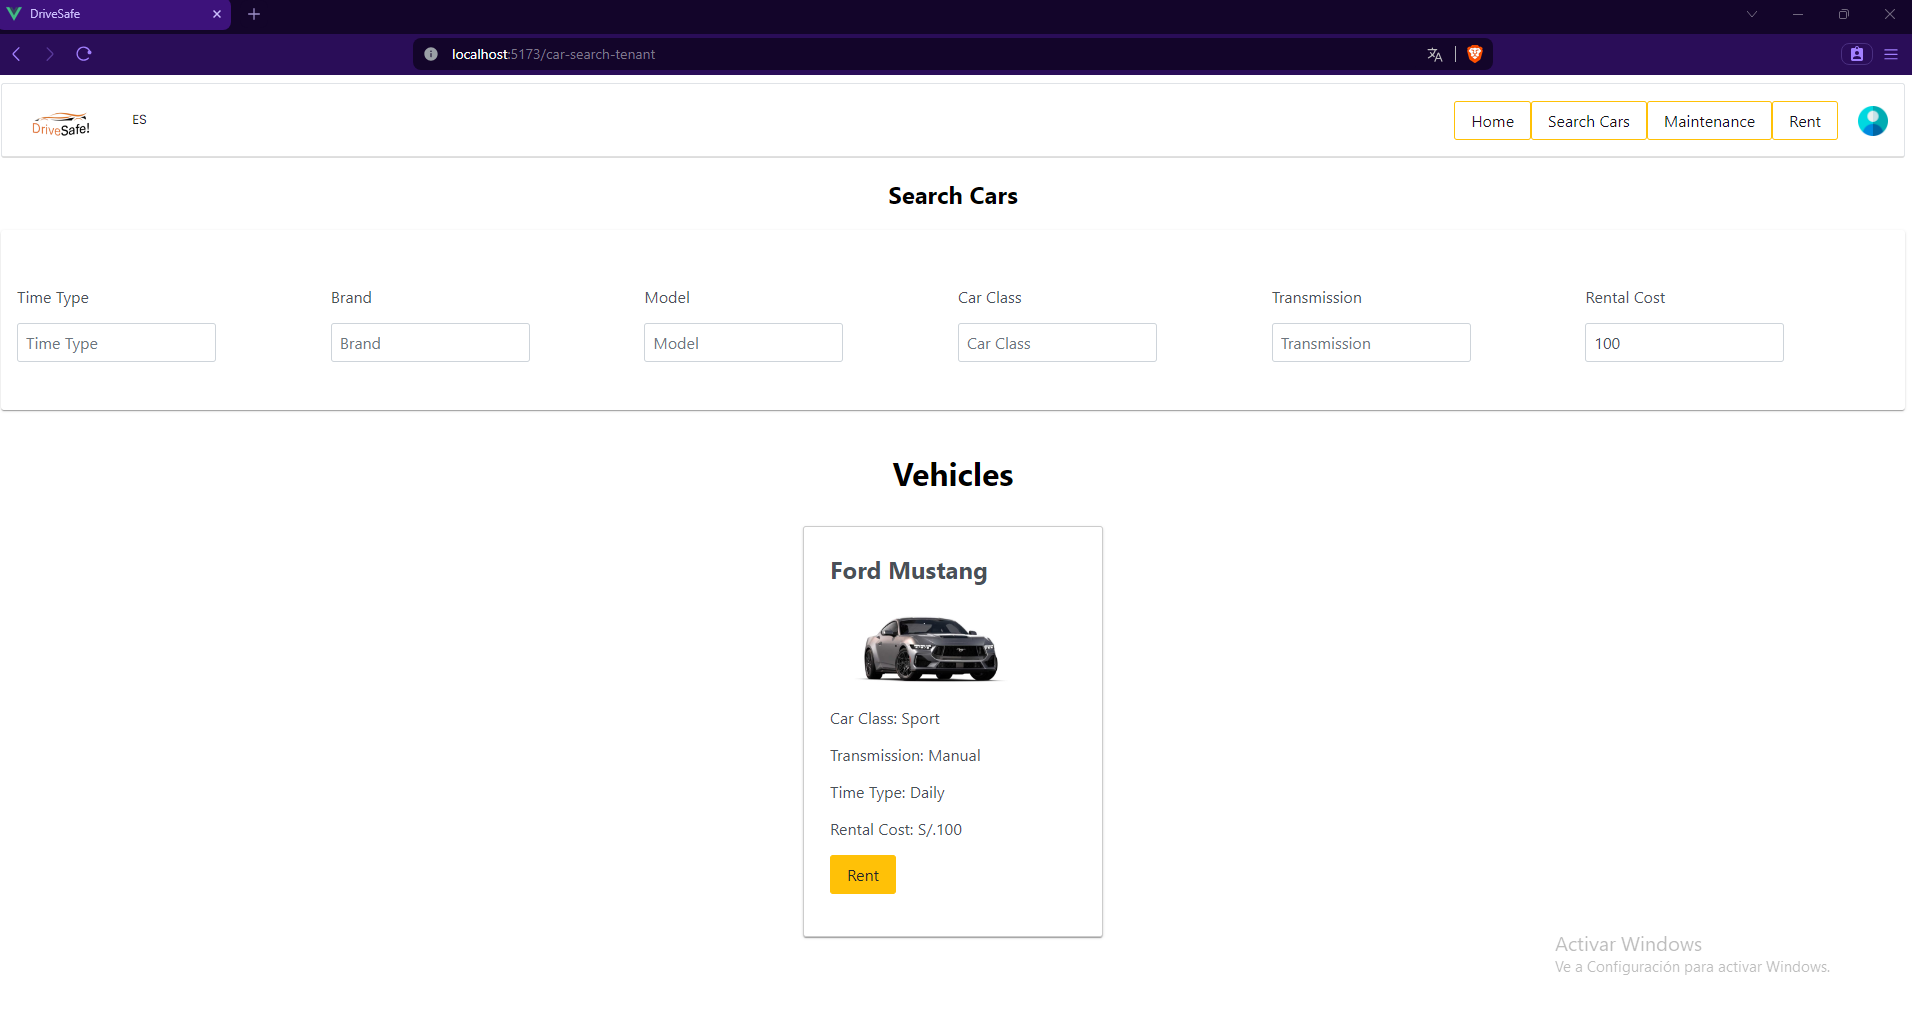 DriveSafe
localhost:5173/car-search-tenant
DriveSafe!
ES
Home
Search Cars
Maintenance
Rent
Search Cars
Time Type
Brand
Model
Car Class
Transmission
Rental Cost
Time Type
Brand
Model
Car Class
Transmission
100
Vehicles
Ford Mustang
Car Class: Sport
Transmission: Manual
Time Type: Daily
Rental Cost: S/.100
Rent
Activar Windows
Ve a Configuración para activar Windows.